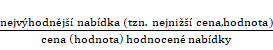 nejvýhodnější nabídka (tzn. nejnižší cena,hodnota)
cena (hodnota) hodnocené nabídky